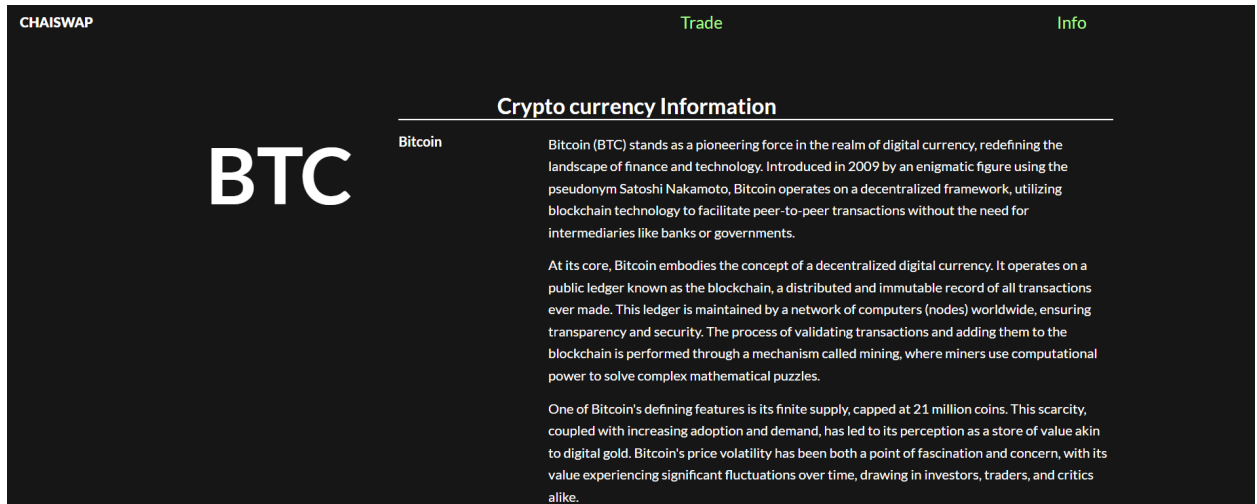 CHAISWAP
Trade
Info
Crypto currency Information
BTC
Bitcoin
Bitcoin (BTC) stands as a pioneering force in the realm of digital currency, redefining the
landscape of finance and technology. Introduced in 2009 by an enigmatic figure using the
pseudonym Satoshi Nakamoto, Bitcoin operates on a decentralized framework, utilizing
blockchain technology to facilitate peer-to-peer transactions without the need for
intermediaries like banks or governments.
At its core, Bitcoin embodies the concept of a decentralized digital currency. It operates on a
public ledger known as the blockchain, a distributed and immutable record of all transactions
ever made. This ledger is maintained by a network of computers (nodes) worldwide, ensuring
transparency and security. The process of validating transactions and adding them to the
blockchain is performed through a mechanism called mining, where miners use computational
power to solve complex mathematical puzzles.
One of Bitcoin's defining features is its finite supply, capped at 21 million coins. This scarcity,
coupled with increasing adoption and demand, has led to its perception as a store of value akin
to digital gold. Bitcoin's price volatility has been both a point of fascination and concern, with its
value experiencing significant fluctuations over time, drawing in investors, traders, and critics
alike.